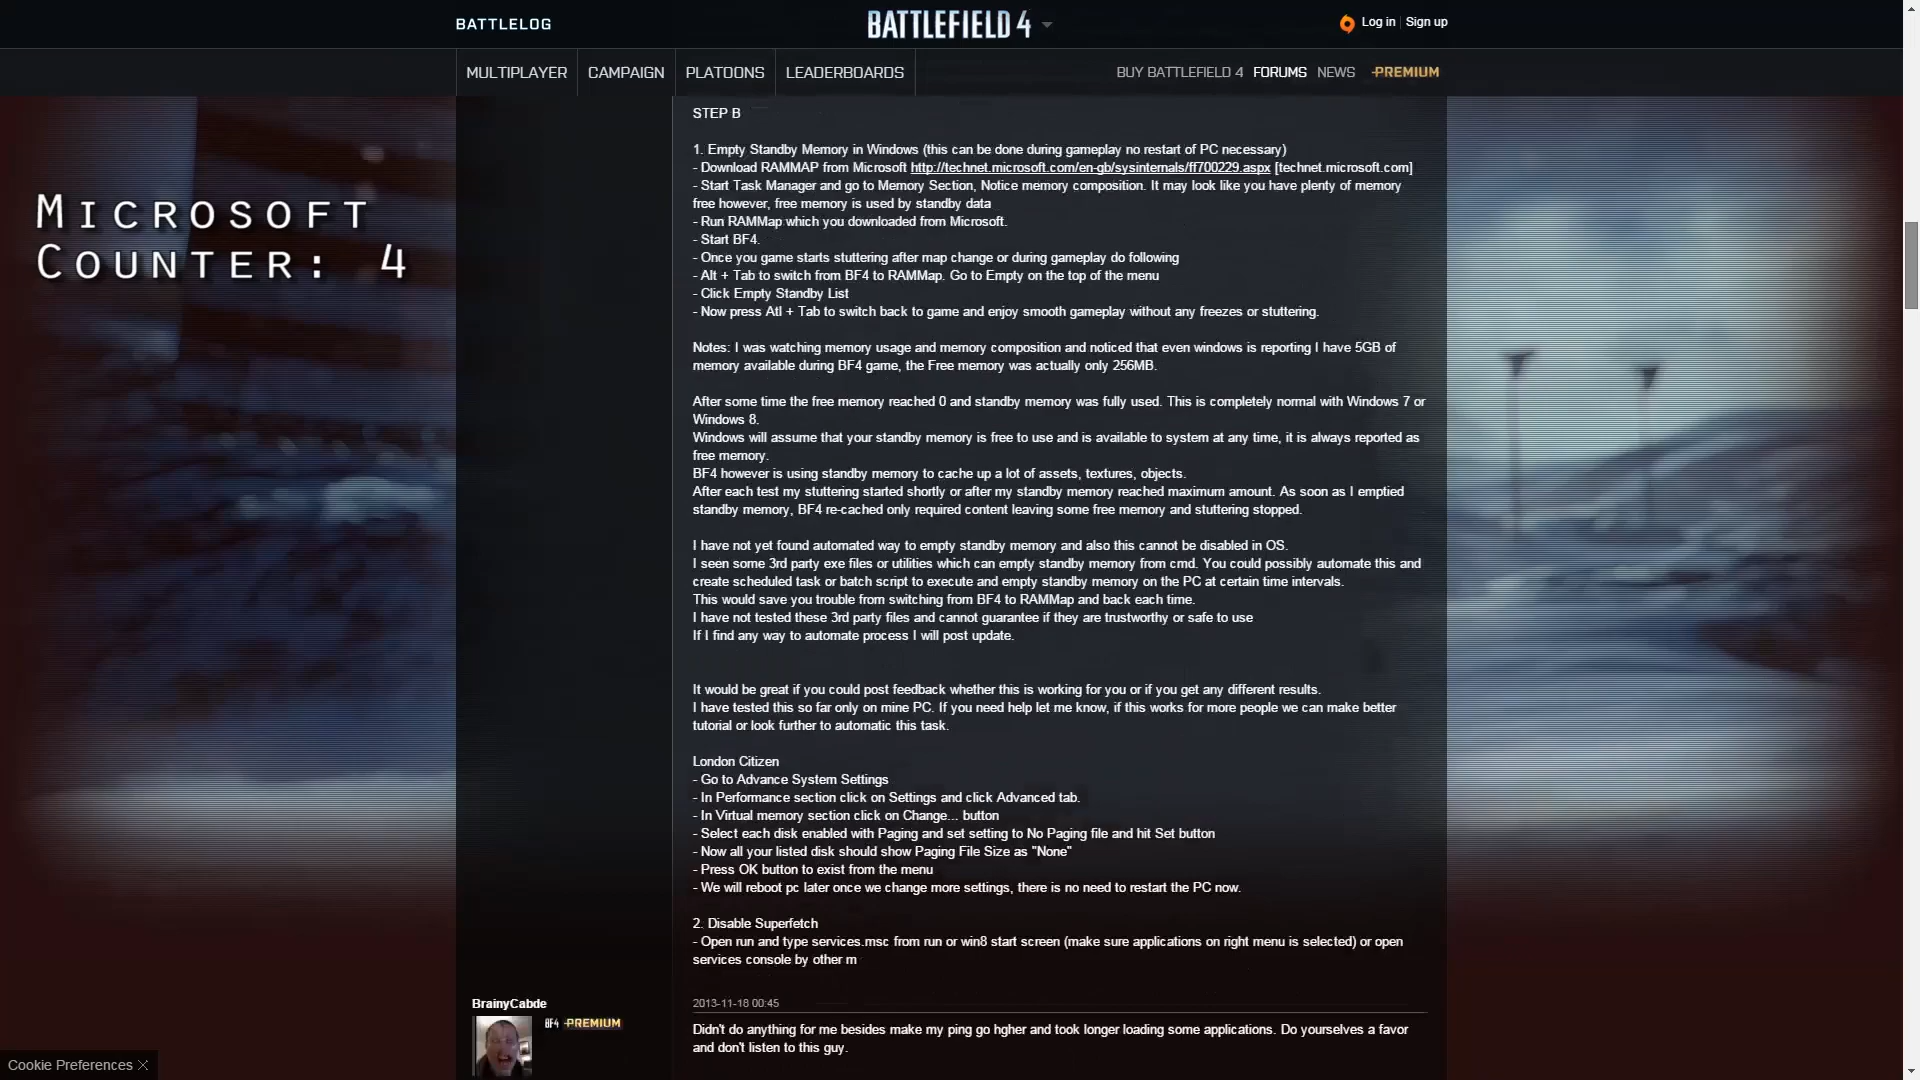 BATTLELOG
BATTLEFIELD 4
Log in | Sign up
MULTIPLAYER CAMPAIGN PLATOONS LEADERBOARDS
BUY BATTLEFIELD 4 FORUMS NEWS PREMIUM
MICROSOFT
COUNTER: 4
STEP B
1. Empty Standby Memory in Windows (this can be done during gameplay no restart of PC necessary)
- Download RAMMAP from Microsoft http://technet.microsoft.com/en-gb/sysinternals/ff700229.aspx [technet.microsoft.com]
- Start Task Manager and go to Memory Section, Notice memory composition. It may look like you have plenty of memory
free however, free memory is used by standby data
- Run RAMMap which you downloaded from Microsoft.
- Start BF4.
- Once you game starts stuttering after map change or during gameplay do following
- Alt + Tab to switch from BF4 to RAMMap. Go to Empty on the top of the menu
- Click Empty Standby List
- Now press Atl + Tab to switch back to game and enjoy smooth gameplay without any freezes or stuttering.
Notes: I was watching memory usage and memory composition and noticed that even windows is reporting I have 5GB of
memory available during BF4 game, the Free memory was actually only 256MB.
After some time the free memory reached 0 and standby memory was fully used. This is completely normal with Windows 7 or
Windows 8.
Windows will assume that your standby memory is free to use and is available to system at any time, it is always reported as
free memory.
BF4 however is using standby memory to cache up a lot of assets, textures, objects.
After each test my stuttering started shortly or after my standby memory reached maximum amount. As soon as I emptied
standby memory, BF4 re-cached only required content leaving some free memory and stuttering stopped.
I have not yet found automated way to empty standby memory and also this cannot be disabled in OS.
I seen some 3rd party exe files or utilities which can empty standby memory from cmd. You could possibly automate this and
create scheduled task or batch script to execute and empty standby memory on the PC at certain time intervals.
This would save you trouble from switching from BF4 to RAMMap and back each time.
I have not tested these 3rd party files and cannot guarantee if they are trustworthy or safe to use
If I find any way to automate process I will post update.
It would be great if you could post feedback whether this is working for you or if you get any different results.
I have tested this so far only on mine PC. If you need help let me know, if this works for more people we can make better
tutorial or look further to automatic this task.
London Citizen
- Go to Advance System Settings
- In Performance section click on Settings and click Advanced tab.
- In Virtual memory section click on Change... button
- Select each disk enabled with Paging and set setting to No Paging file and hit Set button
- Now all your listed disk should show Paging File Size as "None"
- Press OK button to exist from the menu
- We will reboot pc later once we change more settings, there is no need to restart the PC now.
2. Disable Superfetch
- Open run and type services.msc from run or win8 start screen (make sure applications on right menu is selected) or open
services console by other m
BrainyCabde
BF4 PREMIUM
2013-11-18 00:45
Didn't do anything for me besides make my ping go hgher and took longer loading some applications. Do yourselves a favor
and don't listen to this guy.
Cookie Preferences